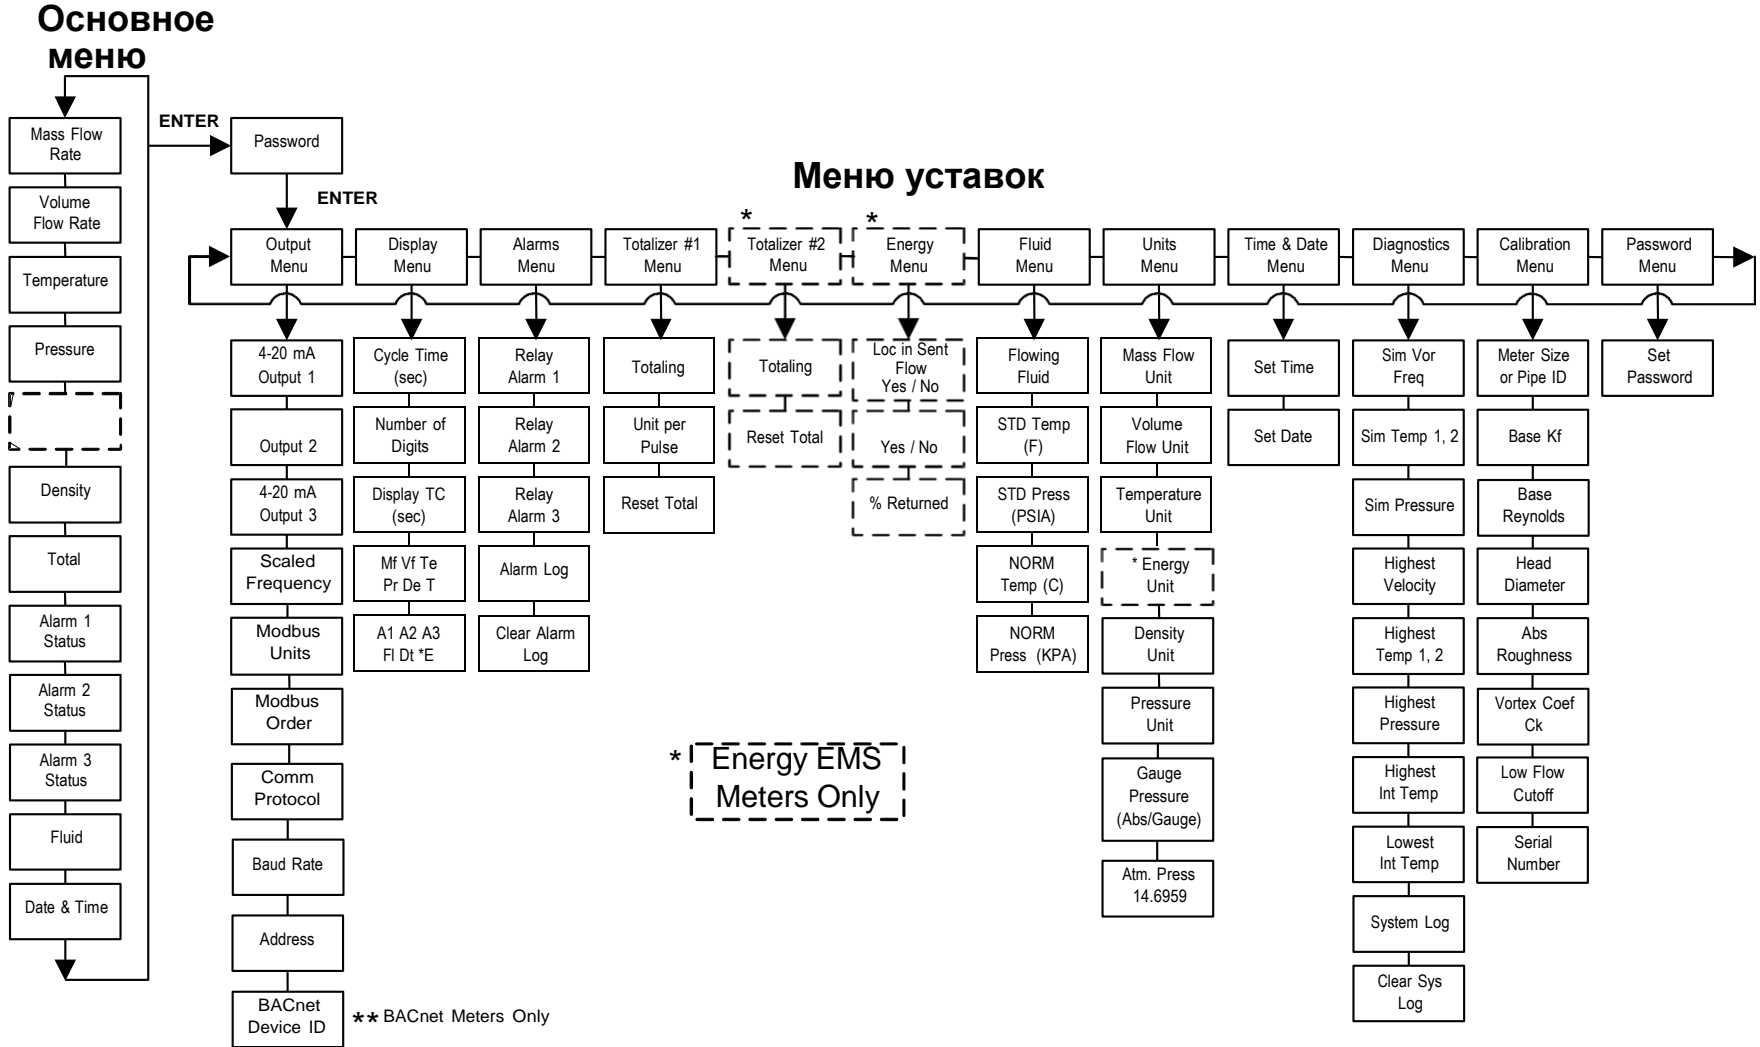 Основное
меню
Mass Flow
Rate
Volume
Flow Rate
Temperature
Pressure
Density
Total
Alarm 1
Status
Alarm 2
Status
Alarm 3
Status
Fluid
Date & Time
ENTER
Password
ENTER
Меню уставок
*
*
Output
Menu
Display
Menu
Alarms
Menu
Totalizer #1
Menu
Totalizer #2
Menu
Energy
Menu
Fluid
Menu
Units
Menu
Time & Date
Menu
Diagnostics
Menu
Calibration
Menu
Password
Menu
4-20 mA
Output 1
Output 2
4-20 mA
Output 3
Scaled
Frequency
Modbus
Units
Modbus
Order
Comm
Protocol
Baud Rate
Address
BACnet
Device ID
** BACnet Meters Only
Cycle Time
(sec)
Number of
Digits
Display TC
(sec)
Mf Vf Te
Pr De T
A1 A2 A3
Fl Dt *E
Relay
Alarm 1
Relay
Alarm 2
Relay
Alarm 3
Alarm Log
Clear Alarm
Log
Totaling
Unit per
Pulse
Reset Total
Totaling
Reset Total
Loc in Sent
Flow
Yes / No
Yes / No
% Returned
* Energy EMS
Meters Only
Flowing
Fluid
STD Temp
(F)
STD Press
(PSIA)
NORM
Temp (C)
NORM
Press (KPA)
Mass Flow
Unit
Volume
Flow Unit
Temperature
Unit
* Energy
Unit
Density
Unit
Pressure
Unit
Gauge
Pressure
(Abs/Gauge)
Atm. Press
14.6959
Set Time
Set Date
Sim Vor
Freq
Sim Temp 1, 2
Sim Pressure
Highest
Velocity
Highest
Temp 1, 2
Highest
Pressure
Highest
Int Temp
Lowest
Int Temp
System Log
Clear Sys
Log
Meter Size
or Pipe ID
Base Kf
Base
Reynolds
Head
Diameter
Abs
Roughness
Vortex Coef
Ck
Low Flow
Cutoff
Serial
Number
Set
Password